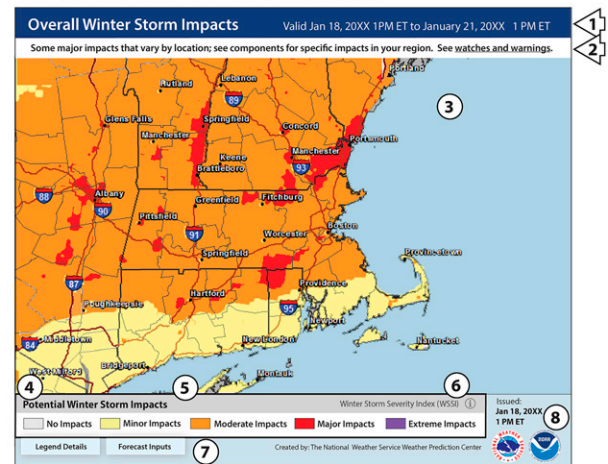 Overall Winter Storm Impacts Valid Jan 18, 20XX 1PM ET to January 21, 20XX 1 PM ET 1
Some major impacts that vary by location; see components for specific impacts in your region. See watches and warnings. 2
Portland
Rutland Lebanon
89
3
Glens Falls Springfield Concord
Manchester Portsmouth
Keene Manchester
93
Brattleboro
88 Albany Greenfield Fitchburg
90
Pittsfield 91 Boston
Worcester
Springfield Provincetown
87 Providence
Hartford
Poughkeepsie 95
Newport
84 Middletown New London Nantucket
Bridgeport
4 West Milford 5 Montauk 6
Potential Winter Storm Impacts Winter Storm Severity Index (WSSI) i
No Impacts Minor Impacts Moderate Impacts Major Impacts Extreme Impacts
Issued:
Jan 18, 20XX
1 PM ET 8
Legend Details Forecast Inputs 7 Created by: The National Weather Service Weather Prediction Center
NOAA